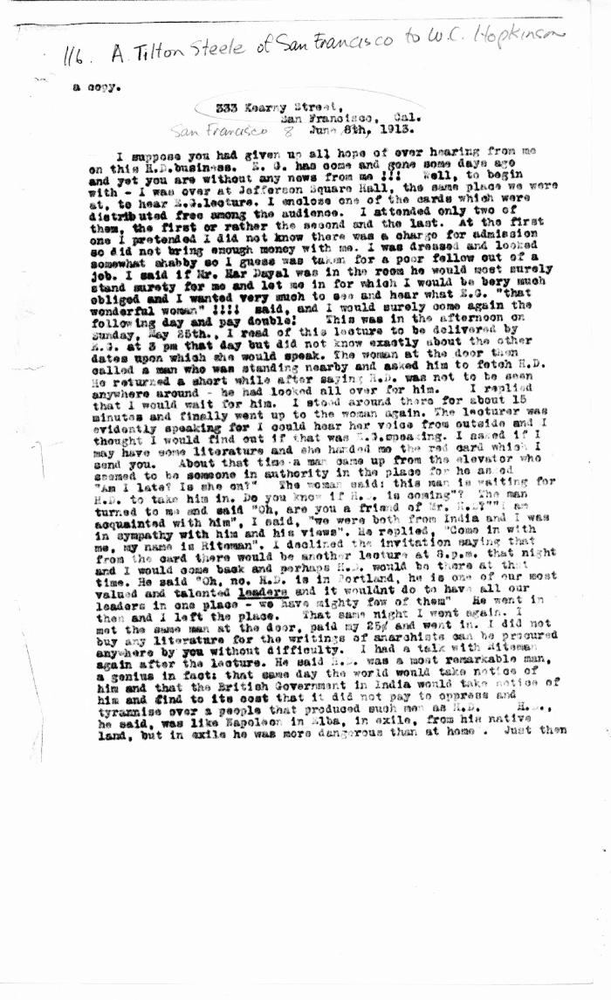 116. A Tilton Steele of San Francisco to W.C. Hopkinson
a copy.
333 Kearny Street,
San Francisco, Cal.
San Francisco 8 June 8th, 1913.
I suppose you had given up all hope of ever hearing from me
on this H.D.business. E. G. has come and gone some days ago
and yet you are without any news from me !!! Well, to begin
with - I was over at Jefferson Square Hall, the same place we were
at, to hear E.G.lecture. I enclose one of the cards which were
distributed free among the audience. I attended only two of
them, the first or rather the second and the last. At the first
one I pretended I did not know there was a charge for admission
so did not bring enough money with me. I was dressed and looked
somewhat shabby so I guess was taken for a poor fellow out of a
job. I said if Mr. Har Dayal was in the room he would most surely
stand surety for me and let me in for which I would be bery much
obliged and I wanted very much to see and hear what E.G. "that
wonderful woman" !!!! said, and I would surely come again the
following day and pay double! This was in the afternoon on
Sunday, May 25th., I read of this lecture to be delivered by
E.G. at 3 pm that day but did not know exactly about the other
dates upon which she would speak. The woman at the door then
called a man who was standing nearby and asked him to fetch H.D.
He returned a short while after saying H.D. was not to be seen
anywhere around - he had looked all over for him. I replied
that I would wait for him. I stood around there for about 15
minutes and finally went up to the woman again. The lecturer was
evidently speaking for I could hear her voice from outside and I
thought I would find out if that was E.G.speaking. I asked if I
may have some literature and she handed me the red card which I
send you. About that time a man came up from the elevator who
seemed to be someone in authority in the place for he asked
"Am I late? Is she on?" The woman said: this man is waiting for
H.D. to take him in. Do you know if H.D. is coming"? The man
turned to me and said "Oh, are you a friend of Mr. H.D?""I am
acquainted with him", I said, "we were both from India and I was
in sympathy with him and his views". He replied, "Come in with
me, my name is Riteman". I declined the invitation saying that
from the card there would be another lecture at 8.p.m. that night
and I would come back and perhaps H.D. would be there at that
time. He said "Oh, no. H.D. is in Portland, he is one of our most
valued and talented leaders and it wouldnt do to have all our
leaders in one place - we have mighty few of them" He went in
then and I left the place. That same night I went again. I
met the same man at the door, paid my 25¢ and went in. I did not
buy any literature for the writings of anarchists can be procured
anywhere by you without difficulty. I had a talk with Riteman
again after the lecture. He said H.D. was a most remarkable man,
a genius in fact: that same day the world would take notice of
him and that the British Government in India would take notice of
him and find to its cost that it did not pay to oppress and
tyrannise over a people that produced such men as H.D. H.D.,
he said, was like Napoleon in Elba, in exile, from his native
land, but in exile he was more dangerous than at home . Just then